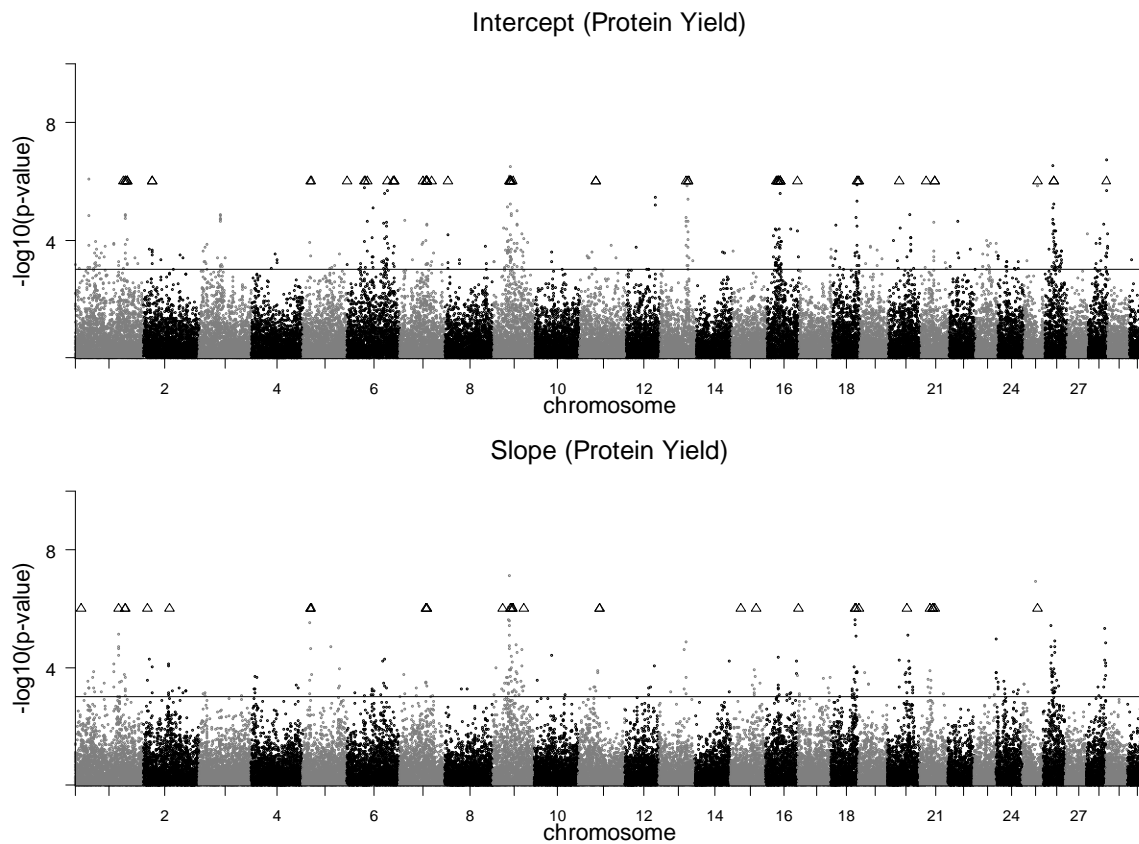 Intercept (Protein Yield)
-log10(p-value)
8
4
2 4 6 8 10 12 14 16 18 21 24 27
chromosome
Slope (Protein Yield)
-log10(p-value)
8
4
2 4 6 8 10 12 14 16 18 21 24 27
chromosome